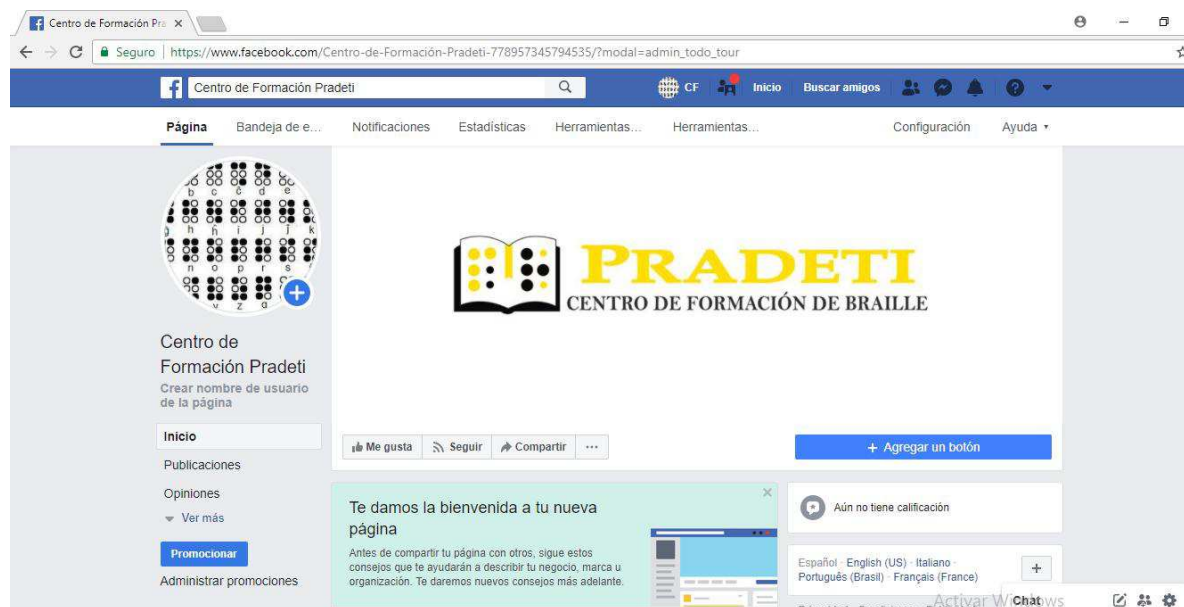 Centro de Formación Pra
Seguro | https://www.facebook.com/Centro-de-Formación-Pradeti-778957345794535/?modal=admin_todo_tour
Centro de Formación Pradeti
CF Inicio Buscar amigos
Página Bandeja de e... Notificaciones Estadísticas Herramientas... Herramientas... Configuración Ayuda
b c ĉ d e
h ĥ i j ĵ k
n o p r s
v z
PRADETI
CENTRO DE FORMACIÓN DE BRAILLE
Centro de
Formación Pradeti
Crear nombre de usuario
de la página
Inicio
Publicaciones
Opiniones
Ver más
Promocionar
Administrar promociones
Me gusta Seguir Compartir ...
+ Agregar un botón
Te damos la bienvenida a tu nueva
página
Antes de compartir tu página con otros, sigue estos
consejos que te ayudarán a describir tu negocio, marca u
organización. Te daremos nuevos consejos más adelante.
Aún no tiene calificación
Español · English (US) · Italiano ·
Português (Brasil) · Français (France)
Activar
Chat